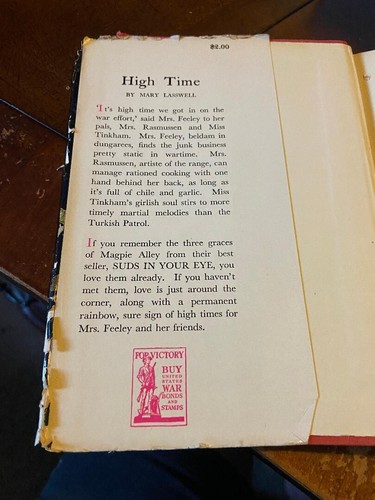 $2.00
High Time
BY MARY LASSWELL
'It's high time we got in on the
war effort,' said Mrs. Feeley to her
pals, Mrs. Rasmussen and Miss
Tinkham. Mrs. Feeley, beldam in
dungarees, finds the junk business
pretty static in wartime. Mrs.
Rasmussen, artiste of the range, can
manage rationed cooking with one
hand behind her back, as long as
it's full of chile and garlic. Miss
Tinkham's girlish soul stirs to more
timely martial melodies than the
Turkish Patrol.
If you remember the three graces
of Magpie Alley from their best
seller, SUDS IN YOUR EYE, you
love them already. If you haven't
met them, love is just around the
corner, along with a permanent
rainbow, sure sign of high times for
Mrs. Feeley and her friends.
FOR VICTORY
BUY
UNITED
STATES
WAR
BONDS
AND
STAMPS